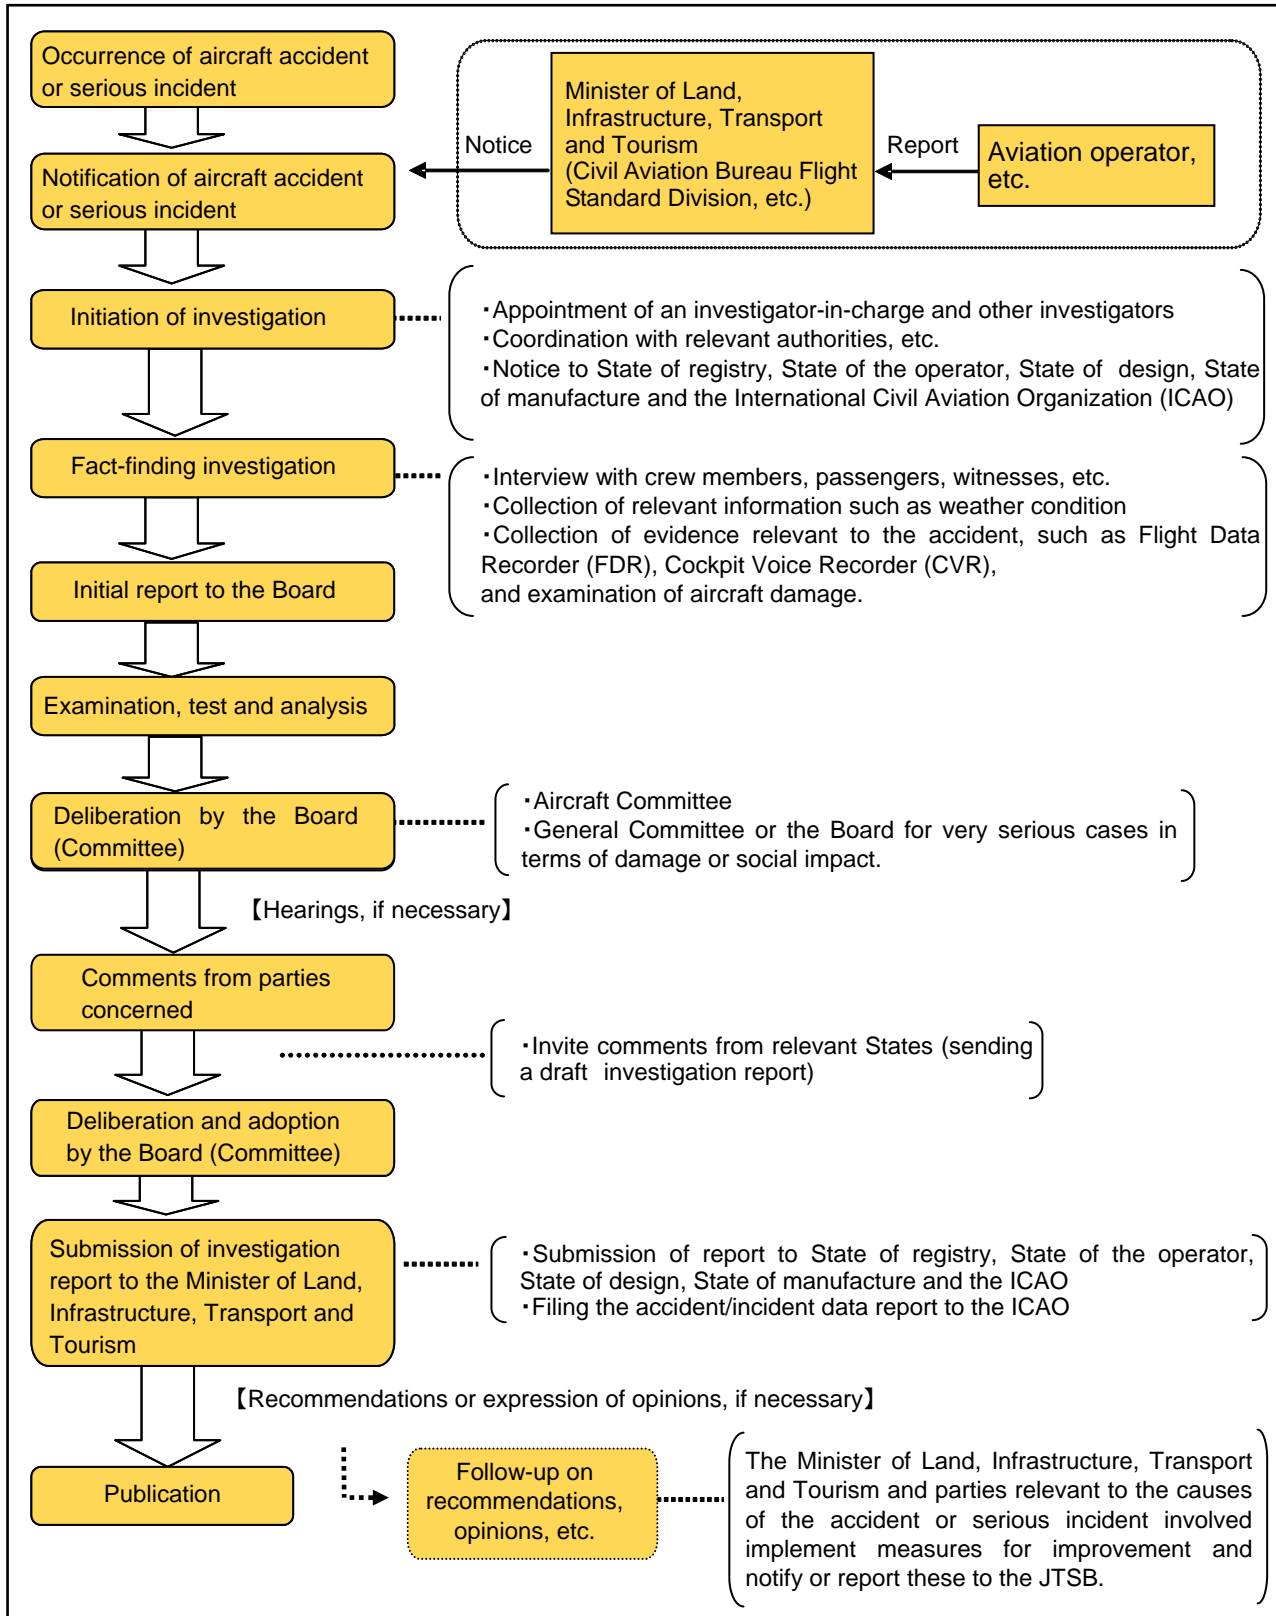 Occurrence of aircraft accident
or serious incident
Minister of Land,
Infrastructure, Transport
and Tourism
(Civil Aviation Bureau Flight
Standard Division, etc.)
Notice
Report
Aviation operator,
etc.
Notification of aircraft accident
or serious incident
Initiation of investigation
・Appointment of an investigator-in-charge and other investigators
・Coordination with relevant authorities, etc.
・Notice to State of registry, State of the operator, State of design, State
of manufacture and the International Civil Aviation Organization (ICAO)
Fact-finding investigation
・Interview with crew members, passengers, witnesses, etc.
・Collection of relevant information such as weather condition
・Collection of evidence relevant to the accident, such as Flight Data
Recorder (FDR), Cockpit Voice Recorder (CVR),
and examination of aircraft damage.
Initial report to the Board
Examination, test and analysis
Deliberation by the Board
(Committee)
・Aircraft Committee
・General Committee or the Board for very serious cases in
terms of damage or social impact.
【Hearings, if necessary】
Comments from parties
concerned
・Invite comments from relevant States (sending
a draft investigation report)
Deliberation and adoption
by the Board (Committee)
Submission of investigation
report to the Minister of Land,
Infrastructure, Transport and
Tourism
・Submission of report to State of registry, State of the operator,
State of design, State of manufacture and the ICAO
・Filing the accident/incident data report to the ICAO
【Recommendations or expression of opinions, if necessary】
Publication
Follow-up on
recommendations,
opinions, etc.
The Minister of Land, Infrastructure, Transport
and Tourism and parties relevant to the causes
of the accident or serious incident involved
implement measures for improvement and
notify or report these to the JTSB.